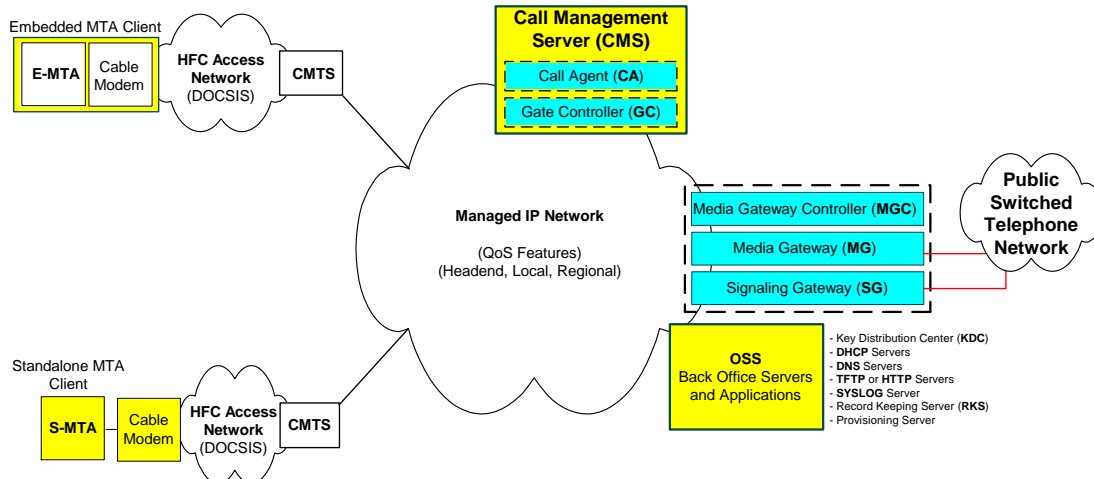 Embedded MTA Client
E-MTA
Cable
Modem
HFC Access
Network
(DOCSIS)
CMTS
Call Management
Server (CMS)
Call Agent (CA)
Gate Controller (GC)
Managed IP Network
(QoS Features)
(Headend, Local, Regional)
Media Gateway Controller (MGC)
Media Gateway (MG)
Signaling Gateway (SG)
Public
Switched
Telephone
Network
Standalone MTA
Client
S-MTA
Cable
Modem
HFC Access
Network
(DOCSIS)
CMTS
OSS
Back Office Servers
and Applications
- Key Distribution Center (KDC)
- DHCP Servers
- DNS Servers
- TFTP or HTTP Servers
- SYSLOG Server
- Record Keeping Server (RKS)
- Provisioning Server